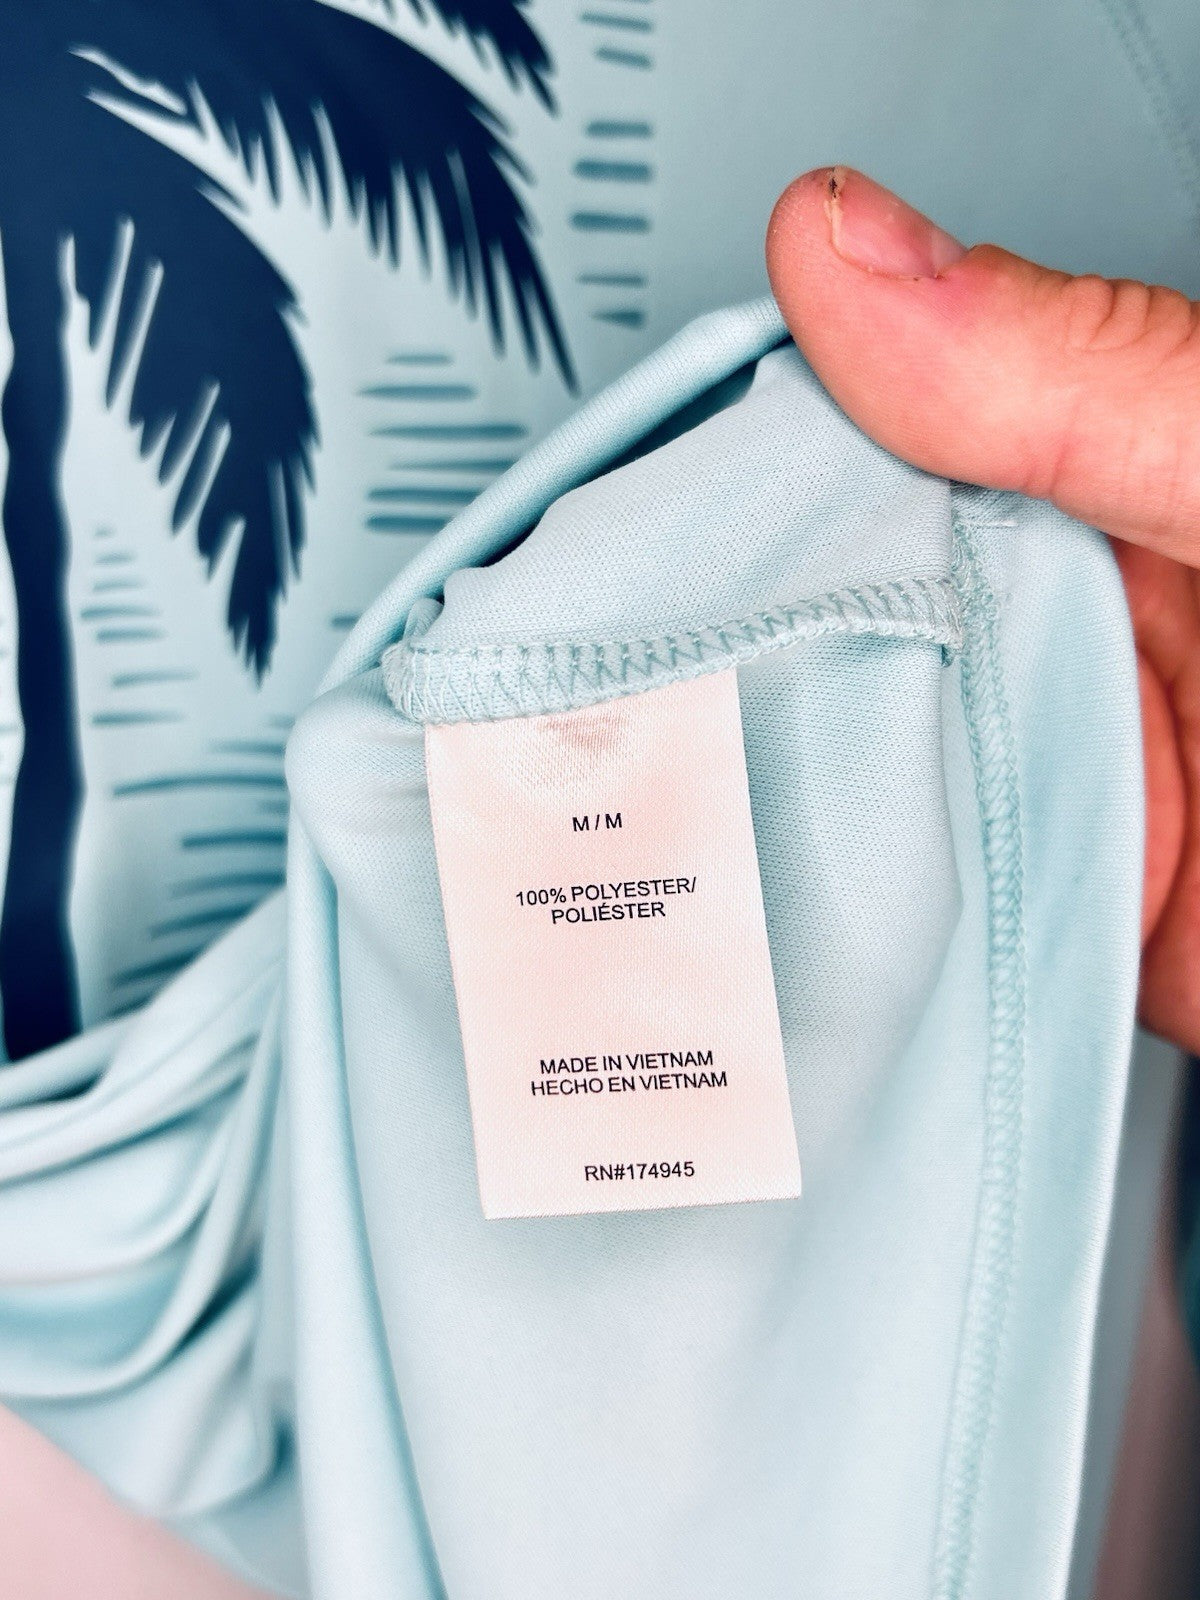 M / M
100% POLYESTER/
POLIÉSTER
MADE IN VIETNAM
HECHO EN VIETNAM
RN#174945